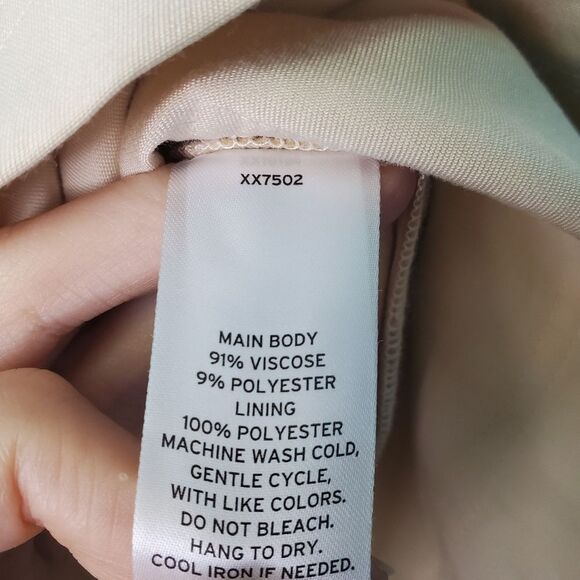 XX7502
MAIN BODY
91% VISCOSE
9% POLYESTER
LINING
100% POLYESTER
MACHINE WASH COLD,
GENTLE CYCLE,
WITH LIKE COLORS.
DO NOT BLEACH.
HANG TO DRY.
COOL IRON IF NEEDED.